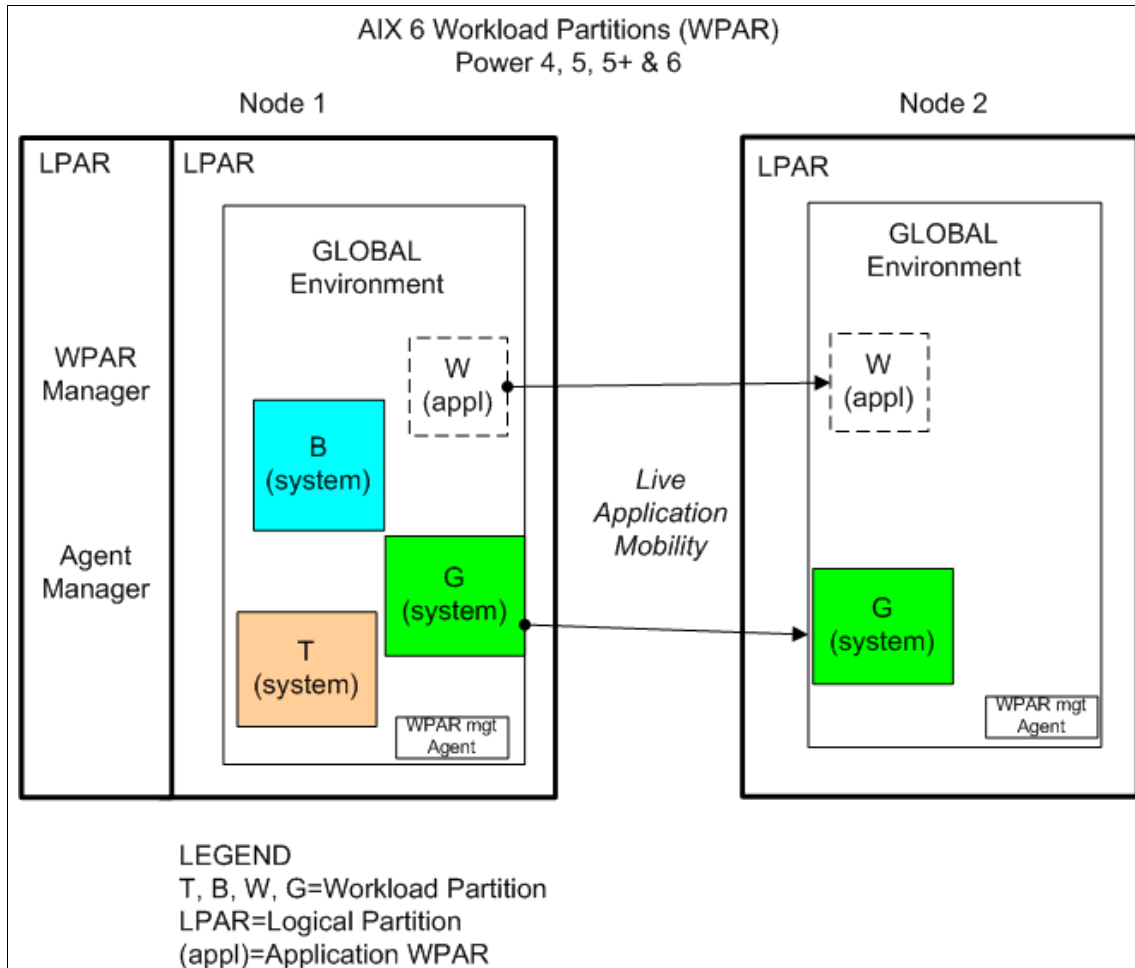 AIX 6 Workload Partitions (WPAR)
Power 4, 5, 5+ & 6
Node 1
Node 2
LPAR
WPAR
Manager
Agent
Manager
LPAR
GLOBAL
Environment
W
(appl)
B
(system)
G
(system)
T
(system)
WPAR mgt
Agent
Live
Application
Mobility
LPAR
GLOBAL
Environment
W
(appl)
G
(system)
WPAR mgt
Agent
LEGEND
T, B, W, G=Workload Partition
LPAR=Logical Partition
(appl)=Application WPAR